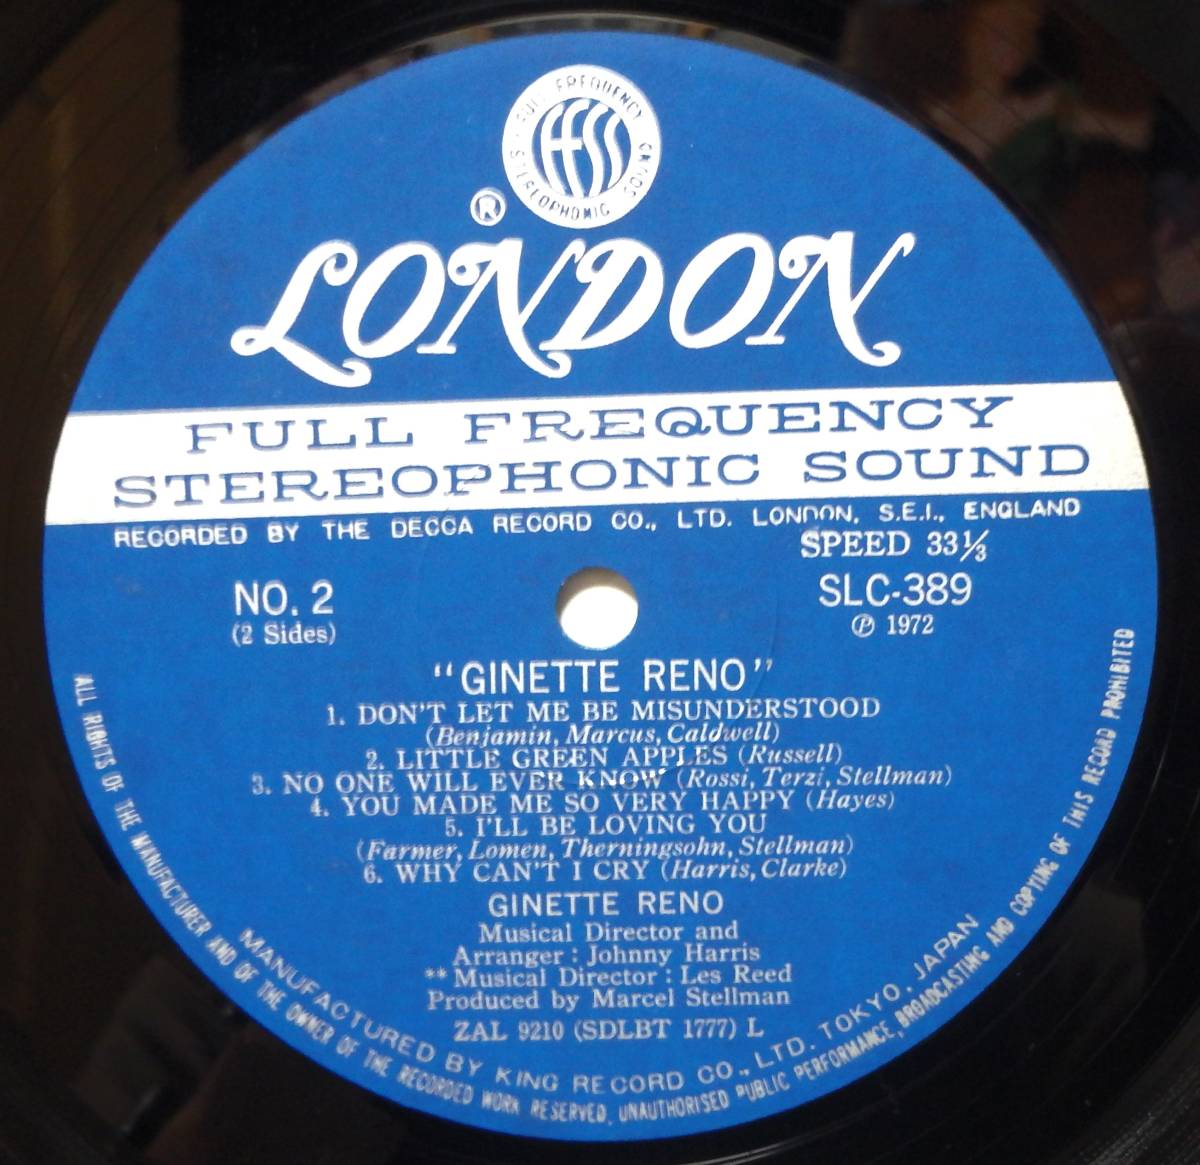 FULL FREQUENCY
STEREOPHONIC SOUND
ffss
®
LONDON
FULL FREQUENCY
STEREOPHONIC SOUND
RECORDED BY THE DECCA RECORD CO., LTD. LONDON, S.E.I., ENGLAND
SPEED 33⅓
NO. 2
SLC-389
(2 Sides)
℗ 1972
"GINETTE RENO"
1. DON'T LET ME BE MISUNDERSTOOD
(Benjamin, Marcus, Caldwell)
2. LITTLE GREEN APPLES (Russell)
3. NO ONE WILL EVER KNOW (Rossi, Terzi, Stellman)
4. YOU MADE ME SO VERY HAPPY (Hayes)
5. I'LL BE LOVING YOU
(Farmer, Lomen, Therningsohn, Stellman)
6. WHY CAN'T I CRY (Harris, Clarke)
GINETTE RENO
Musical Director and
Arranger : Johnny Harris
** Musical Director : Les Reed
Produced by Marcel Stellman
ZAL 9210 (SDLBT 1777) L
MANUFACTURED BY KING RECORD CO., LTD. TOKYO, JAPAN
ALL RIGHTS OF THE MANUFACTURER AND OF THE OWNER OF THE RECORDED WORK RESERVED. UNAUTHORISED PUBLIC PERFORMANCE, BROADCASTING, AND COPYING OF THIS RECORD PROHIBITED